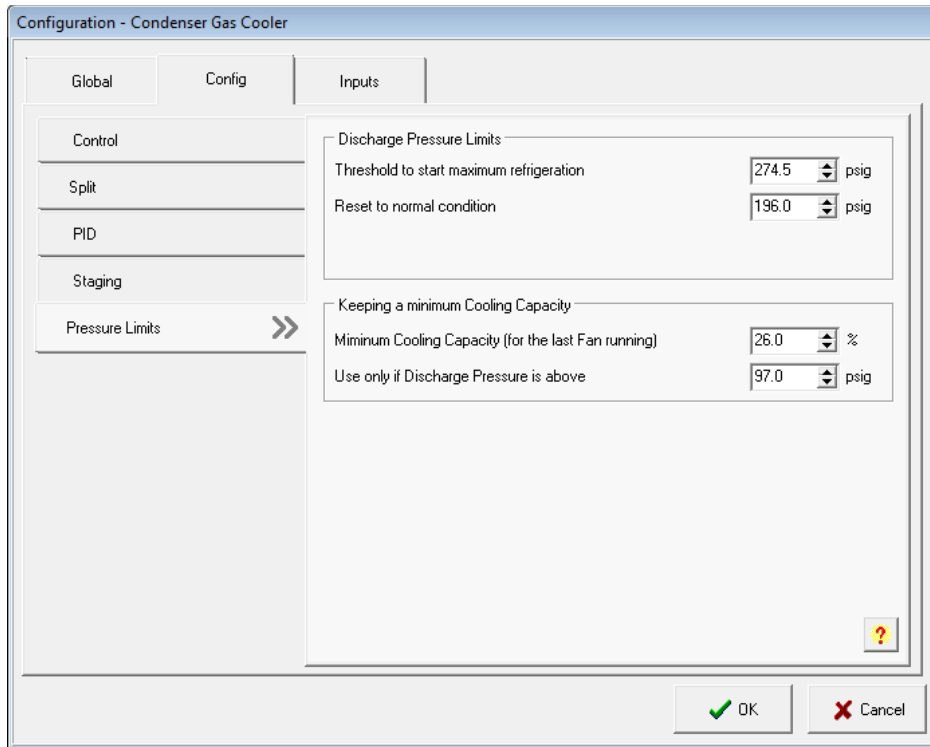 Configuration - Condenser Gas Cooler
Global
Config
Inputs
Control
Split
PID
Staging
Pressure Limits
Discharge Pressure Limits
Threshold to start maximum refrigeration 274.5 psig
Reset to normal condition 196.0 psig
Keeping a minimum Cooling Capacity
Miminum Cooling Capacity (for the last Fan running) 26.0 %
Use only if Discharge Pressure is above 97.0 psig
?
OK
Cancel